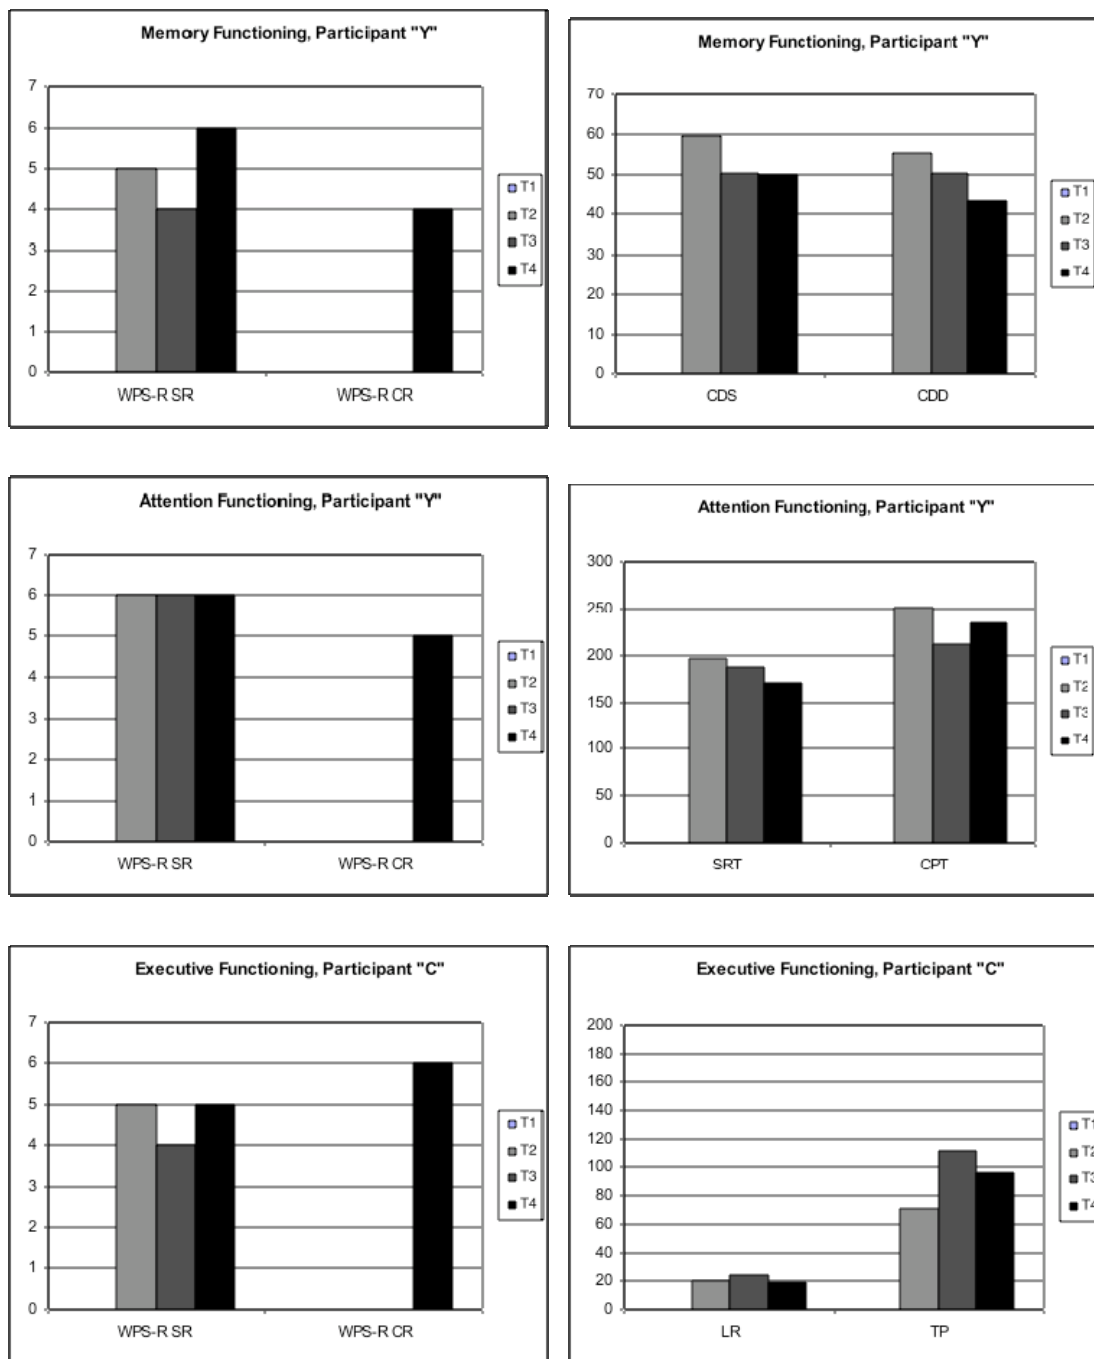 Memory Functioning, Participant "Y"
7
6
5
4
3
2
1
0
WPS-R SR
WPS-R CR
T1
T2
T3
T4
Memory Functioning, Participant "Y"
70
60
50
40
30
20
10
0
CDS
CDD
T1
T2
T3
T4
Attention Functioning, Participant "Y"
7
6
5
4
3
2
1
0
WPS-R SR
WPS-R CR
T1
T2
T3
T4
Attention Functioning, Participant "Y"
300
250
200
150
100
50
0
SRT
CPT
T1
T2
T3
T4
Executive Functioning, Participant "C"
7
6
5
4
3
2
1
0
WPS-R SR
WPS-R CR
T1
T2
T3
T4
Executive Functioning, Participant "C"
200
180
160
140
120
100
80
60
40
20
0
LR
TP
T1
T2
T3
T4